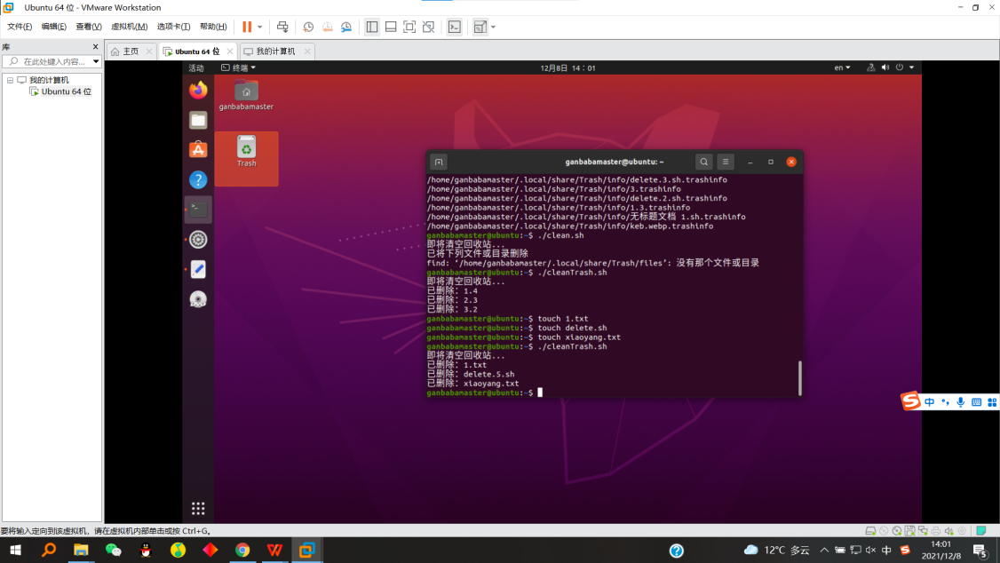 Ubuntu 64 位 - VMware Workstation
文件(F) 编辑(E) 查看(V) 虚拟机(M) 选项卡(T) 帮助(H)
库
在此处键入内容...
我的计算机
Ubuntu 64 位
主页 Ubuntu 64 位 我的计算机
活动 终端 12月8日 14：01 en
ganbabamaster
Trash
ganbabamaster@ubuntu: ~
/home/ganbabamaster/.local/share/Trash/info/delete.3.sh.trashinfo
/home/ganbabamaster/.local/share/Trash/info/3.trashinfo
/home/ganbabamaster/.local/share/Trash/info/delete.2.sh.trashinfo
/home/ganbabamaster/.local/share/Trash/info/1.3.trashinfo
/home/ganbabamaster/.local/share/Trash/info/无标题文档 1.sh.trashinfo
/home/ganbabamaster/.local/share/Trash/info/keb.webp.trashinfo
ganbabamaster@ubuntu:~$ ./clean.sh
即将清空回收站...
已将下列文件或目录删除
find: ‘/home/ganbabamaster/.local/share/Trash/files’: 没有那个文件或目录
ganbabamaster@ubuntu:~$ ./cleanTrash.sh
即将清空回收站...
已删除：1.4
已删除：2.3
已删除：3.2
ganbabamaster@ubuntu:~$ touch 1.txt
ganbabamaster@ubuntu:~$ touch delete.sh
ganbabamaster@ubuntu:~$ touch xiaoyang.txt
ganbabamaster@ubuntu:~$ ./cleanTrash.sh
即将清空回收站...
已删除：1.txt
已删除：delete.5.sh
已删除：xiaoyang.txt
ganbabamaster@ubuntu:~$
中
要将输入定向到该虚拟机，请在虚拟机内部单击或按 Ctrl+G。
12°C 多云 中 14:01
2021/12/8
5